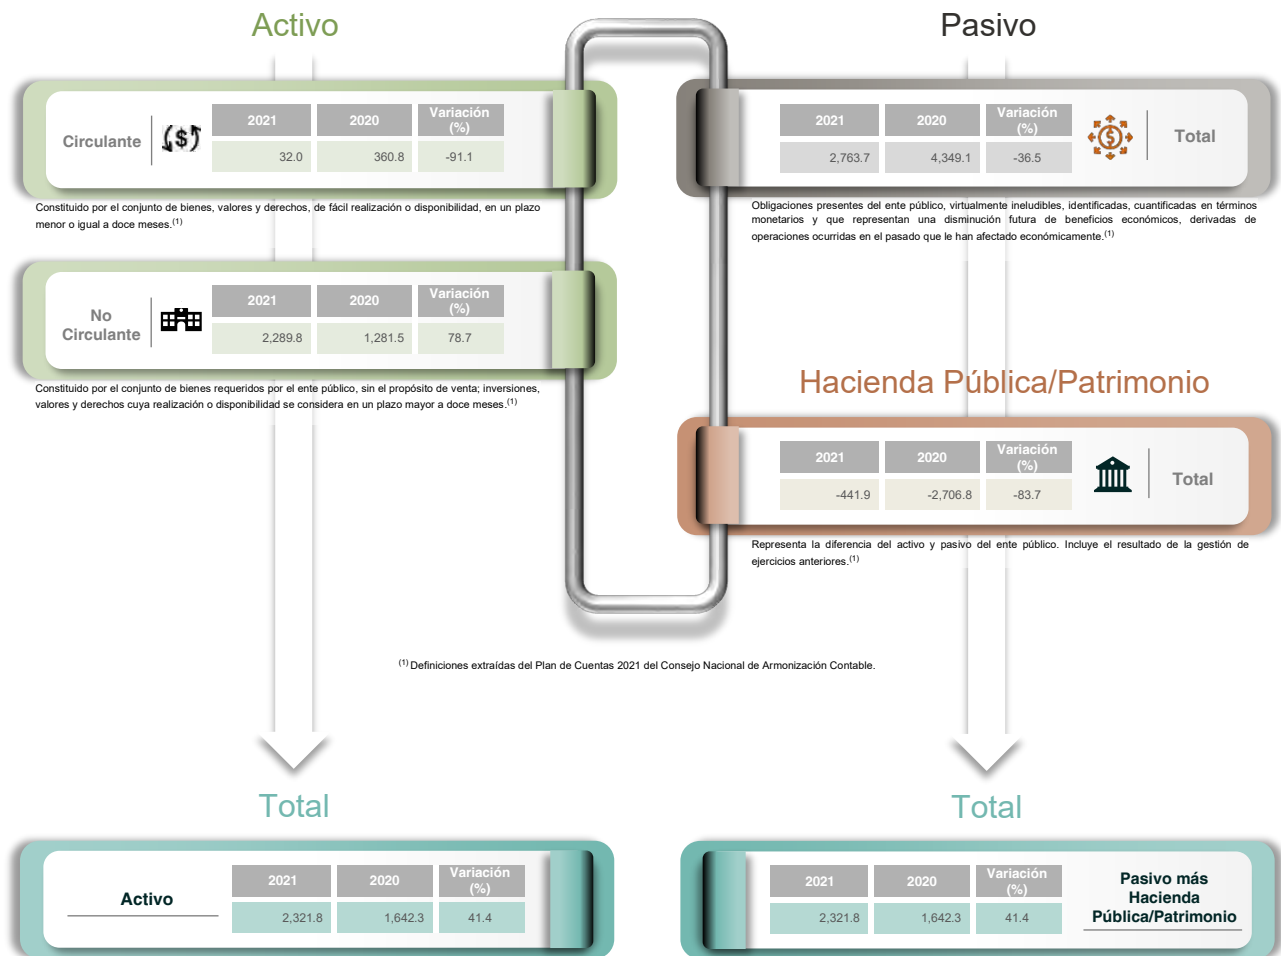 Activo
Circulante
2021 2020 Variación (%)
32.0 360.8 -91.1
Constituido por el conjunto de bienes, valores y derechos, de fácil realización o disponibilidad, en un plazo
menor o igual a doce meses.(1)
No
Circulante
2021 2020 Variación (%)
2,289.8 1,281.5 78.7
Constituido por el conjunto de bienes requeridos por el ente público, sin el propósito de venta; inversiones,
valores y derechos cuya realización o disponibilidad se considera en un plazo mayor a doce meses.(1)
Pasivo
2021 2020 Variación (%)
2,763.7 4,349.1 -36.5
Total
Obligaciones presentes del ente público, virtualmente ineludibles, identificadas, cuantificadas en términos
monetarios y que representan una disminución futura de beneficios económicos, derivadas de
operaciones ocurridas en el pasado que le han afectado económicamente.(1)
Hacienda Pública/Patrimonio
2021 2020 Variación (%)
-441.9 -2,706.8 -83.7
Total
Representa la diferencia del activo y pasivo del ente público. Incluye el resultado de la gestión de
ejercicios anteriores.(1)
(1) Definiciones extraídas del Plan de Cuentas 2021 del Consejo Nacional de Armonización Contable.
Total
Activo
2021 2020 Variación (%)
2,321.8 1,642.3 41.4
Total
2021 2020 Variación (%)
2,321.8 1,642.3 41.4
Pasivo más
Hacienda
Pública/Patrimonio